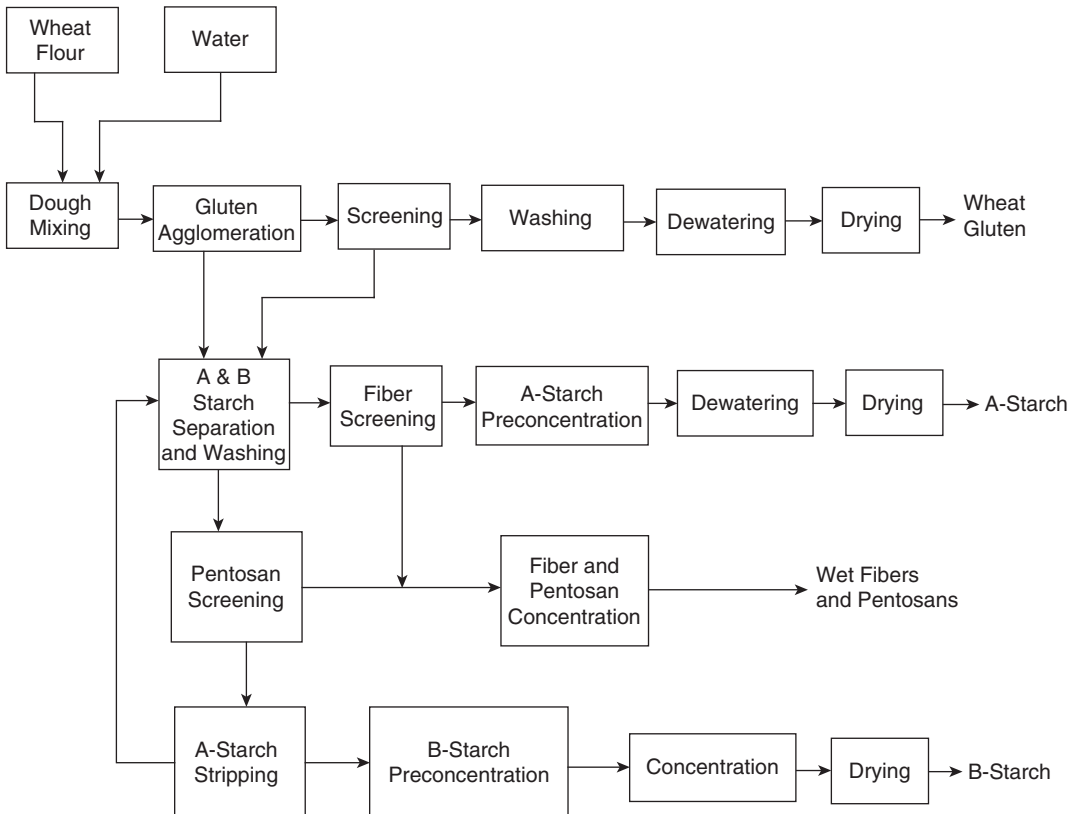 Wheat
Flour
Water
Dough
Mixing
Gluten
Agglomeration
Screening
Washing
Dewatering
Drying
Wheat
Gluten
A & B
Starch
Separation
and Washing
Fiber
Screening
A-Starch
Preconcentration
Dewatering
Drying
A-Starch
Pentosan
Screening
Fiber and
Pentosan
Concentration
Wet Fibers
and Pentosans
A-Starch
Stripping
B-Starch
Preconcentration
Concentration
Drying
B-Starch